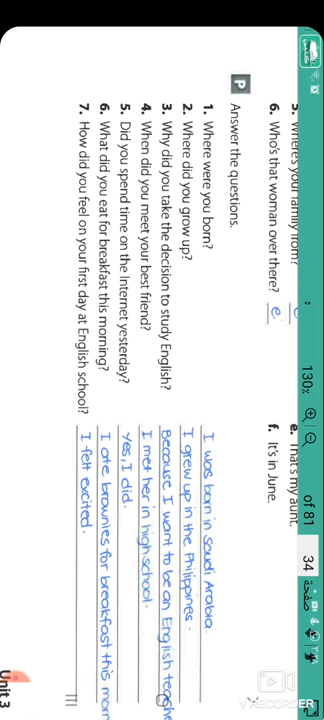 صفحة 34 of 81
130%
5. Where's your family from?
e. That's my aunt.
6. Who's that woman over there? e
f. It's in June.
P Answer the questions.
1. Where were you born? I was born in Saudi Arabia.
2. Where did you grow up? I grew up in the Philippines.
3. Why did you take the decision to study English? Because I want to be an English teache
4. When did you meet your best friend? I met her in high school.
5. Did you spend time on the Internet yesterday? Yes, I did.
6. What did you eat for breakfast this morning? I ate brownies for breakfast this morn
7. How did you feel on your first day at English school? I felt excited.
Unit 3
V RECORDER